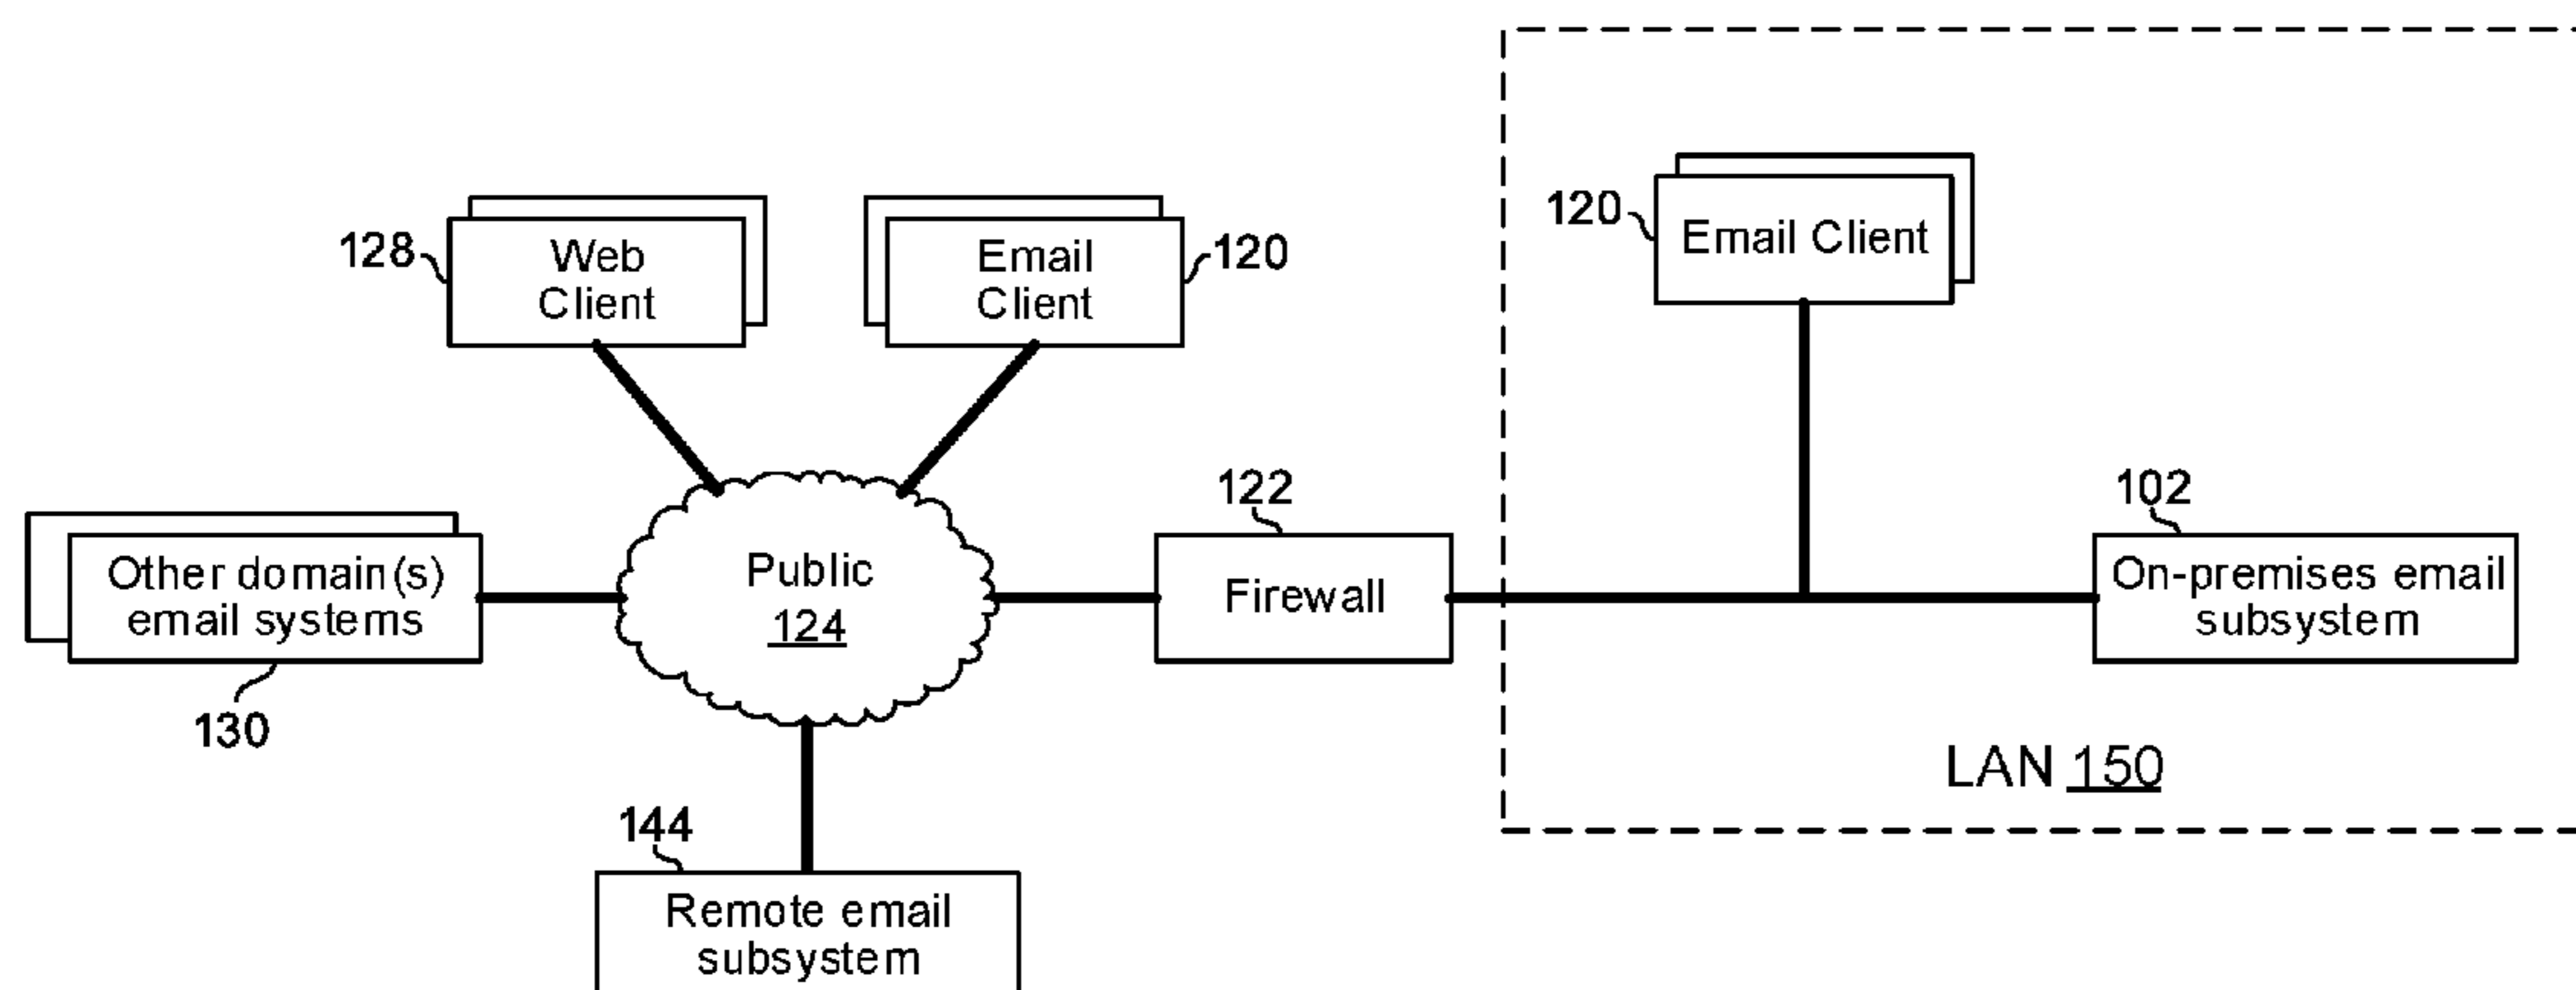 128
Web
Client
Email
Client
120
120
Email Client
Other domain(s)
email systems
130
Public
124
122
Firewall
102
On-premises email
subsystem
LAN 150
144
Remote email
subsystem